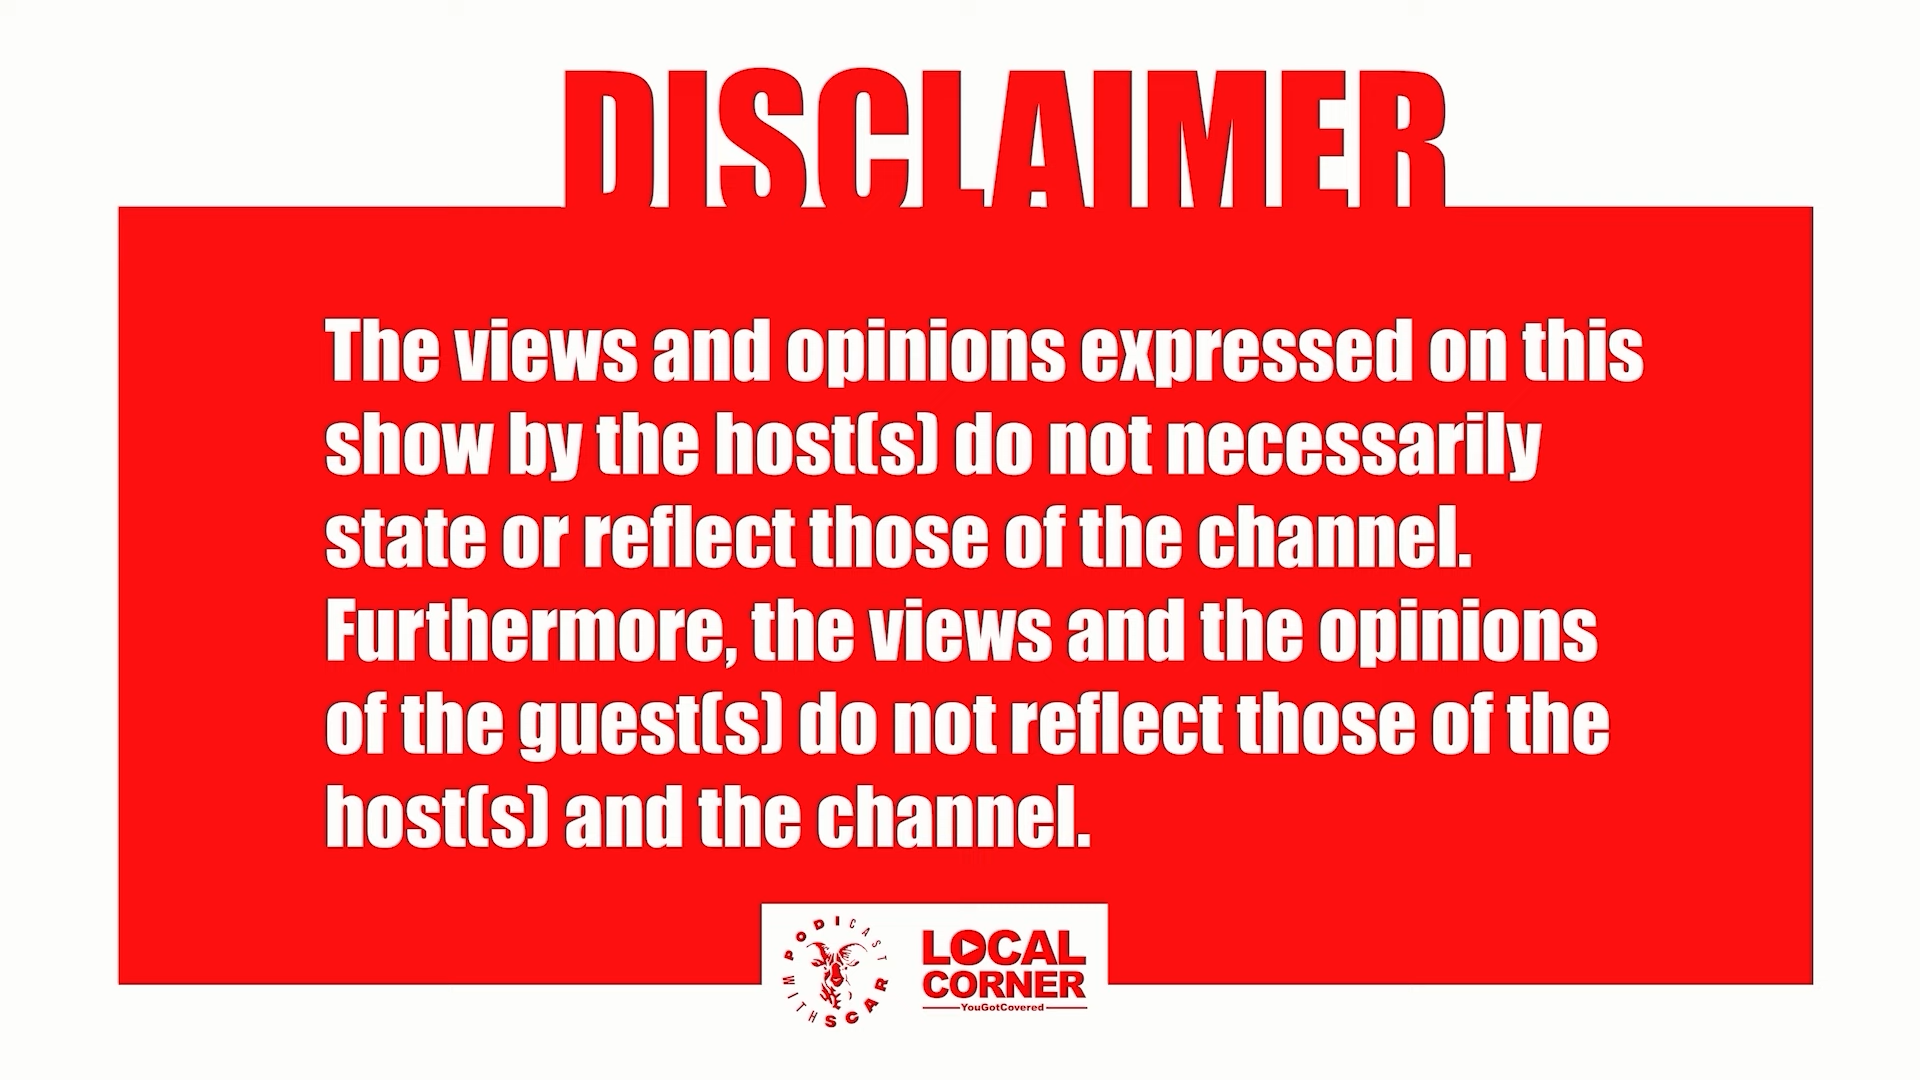 DISCLAIMER
The views and opinions expressed on this
show by the host(s) do not necessarily
state or reflect those of the channel.
Furthermore, the views and the opinions
of the guest(s) do not reflect those of the
host(s) and the channel.
PODICAST
WITH SCAR
LOCAL
CORNER
YouGotCovered